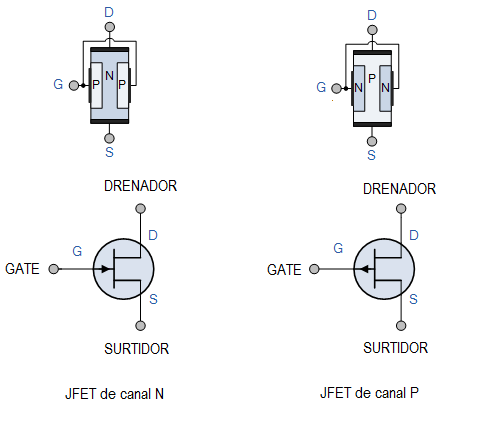 D
D
G
P
N
P
G
N
P
N
S
S
DRENADOR
DRENADOR
G
D
G
D
GATE
GATE
S
S
SURTIDOR
SURTIDOR
JFET de canal N
JFET de canal P